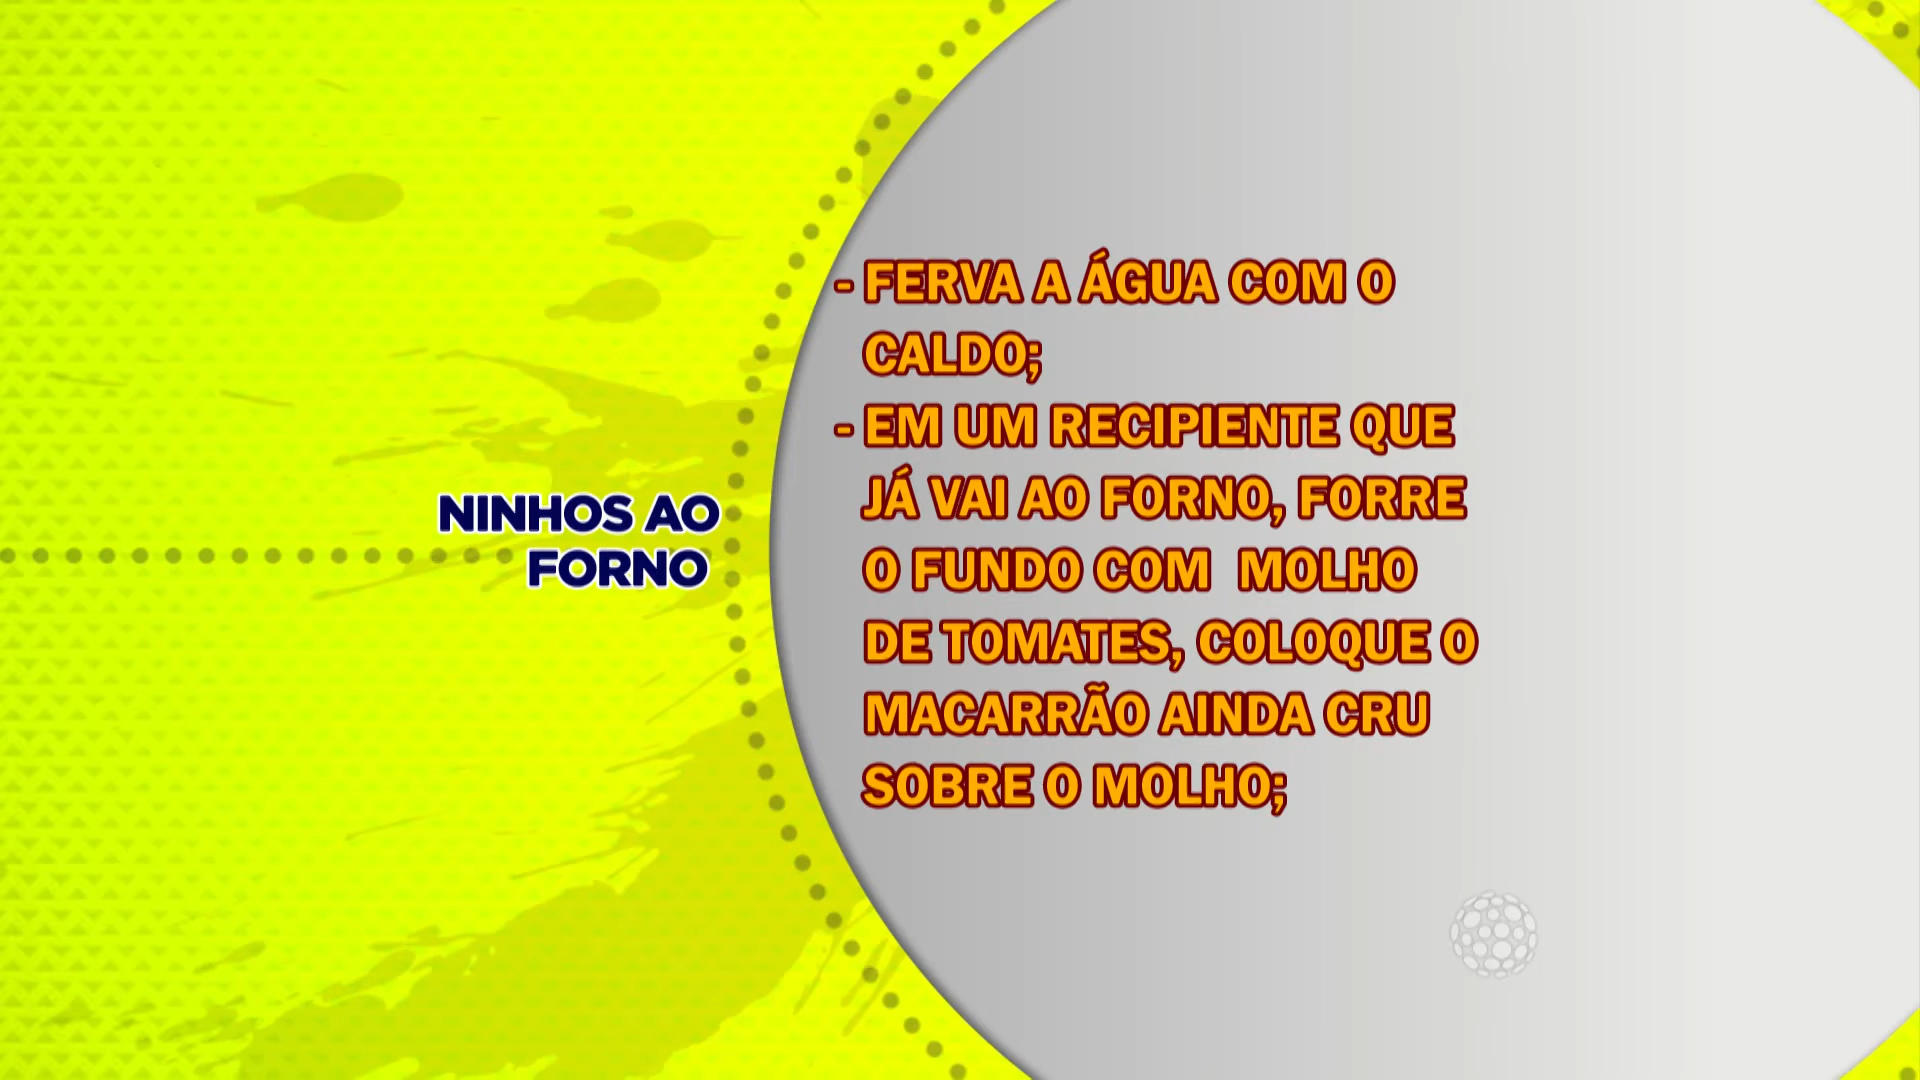 NINHOS AO
FORNO
- FERVA A ÁGUA COM O
CALDO;
- EM UM RECIPIENTE QUE
JÁ VAI AO FORNO, FORRE
O FUNDO COM  MOLHO
DE TOMATES, COLOQUE O
MACARRÃO AINDA CRU
SOBRE O MOLHO;